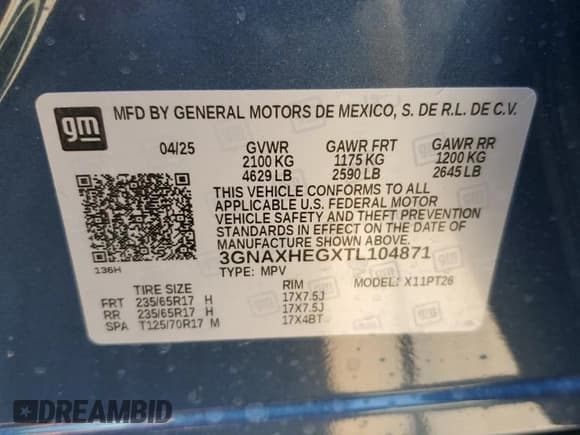 gm
MFD BY GENERAL MOTORS DE MEXICO, S. DE R.L. DE C.V.
04/25 GVWR GAWR FRT GAWR RR
2100 KG 1175 KG 1200 KG
4629 LB 2590 LB 2645 LB
THIS VEHICLE CONFORMS TO ALL
APPLICABLE U.S. FEDERAL MOTOR
VEHICLE SAFETY AND THEFT PREVENTION
STANDARDS IN EFFECT ON THE DATE OF
MANUFACTURE SHOWN ABOVE.
3GNAXHEGXTL104871
136H
TYPE: MPV MODEL: X11PT26
TIRE SIZE RIM
FRT 235/65R17 H 17X7.5J
RR 235/65R17 H 17X7.5J
SPA T125/70R17 M 17X4BT
DREAMBID